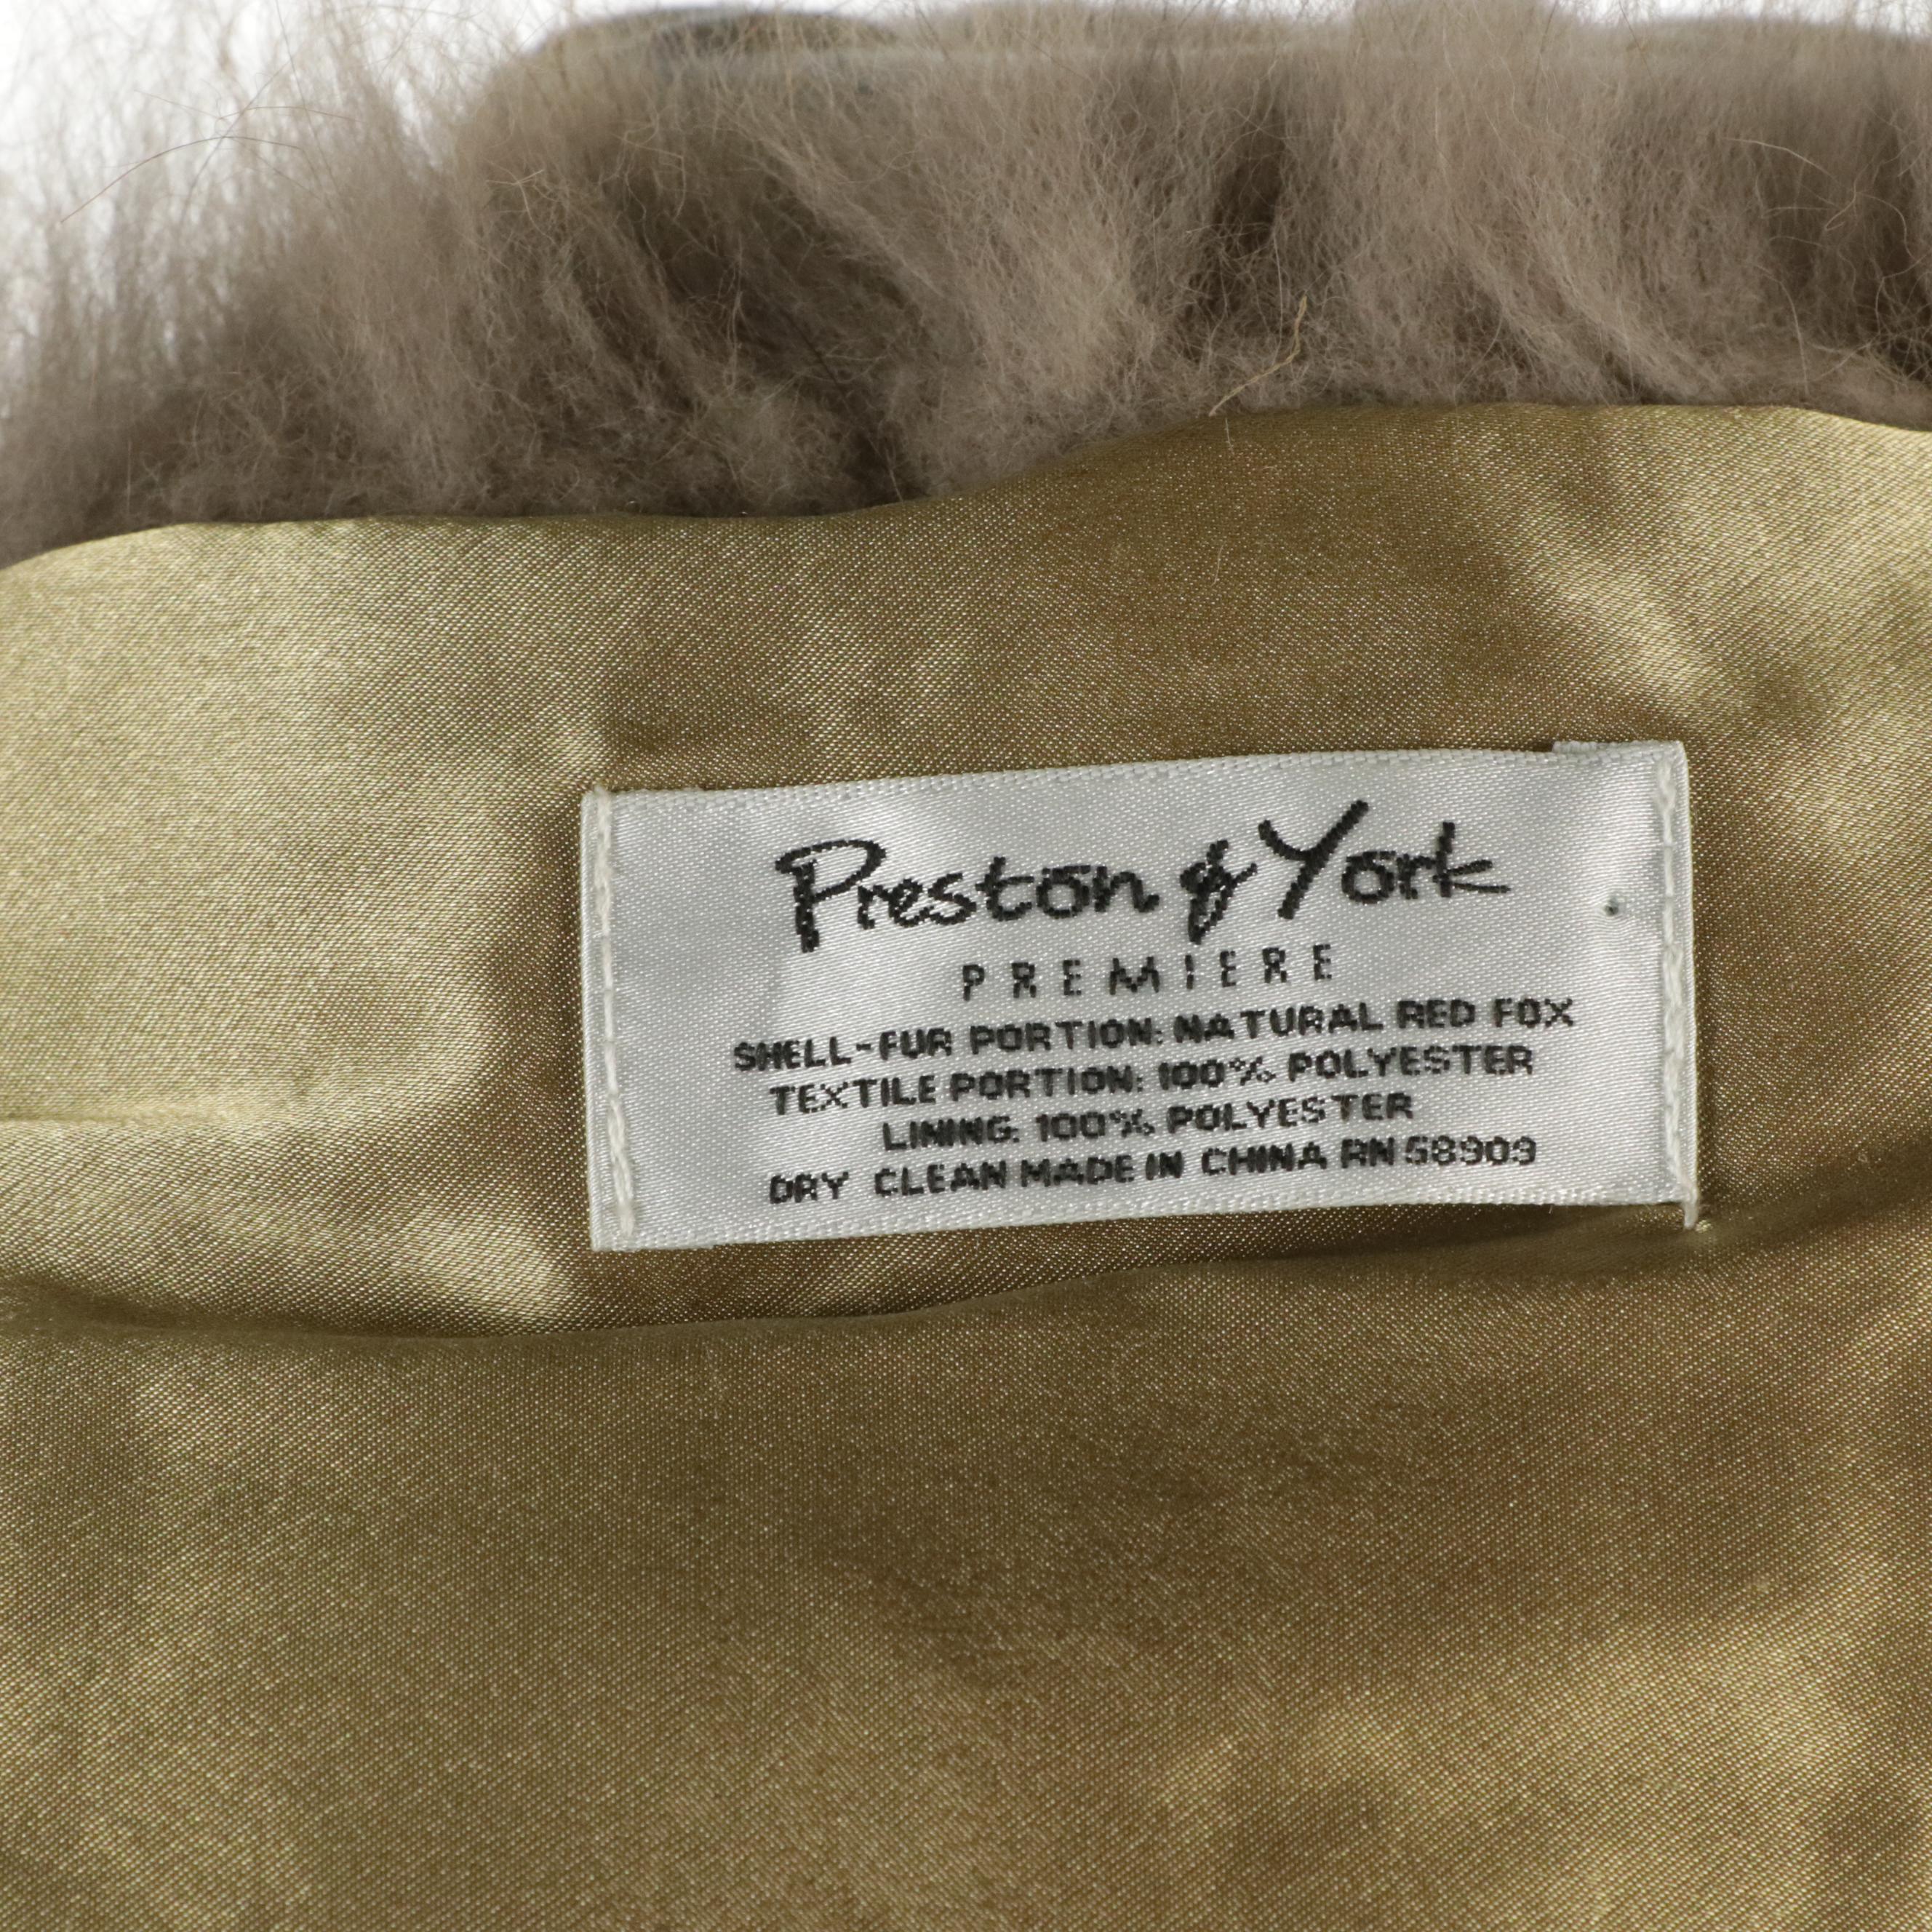 Preston & York
PREMIERE
SHELL-FUR PORTION: NATURAL RED FOX
TEXTILE PORTION: 100% POLYESTER
LINING: 100% POLYESTER
DRY CLEAN MADE IN CHINA RN 58909